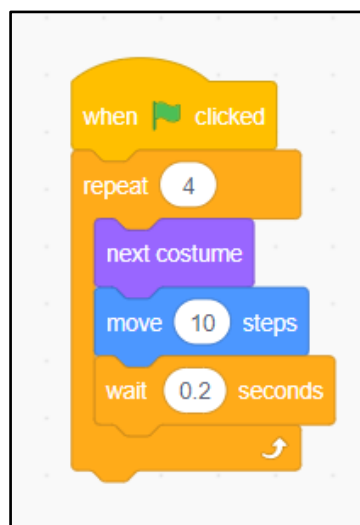 when clicked
repeat 4
next costume
move 10 steps
wait 0.2 seconds